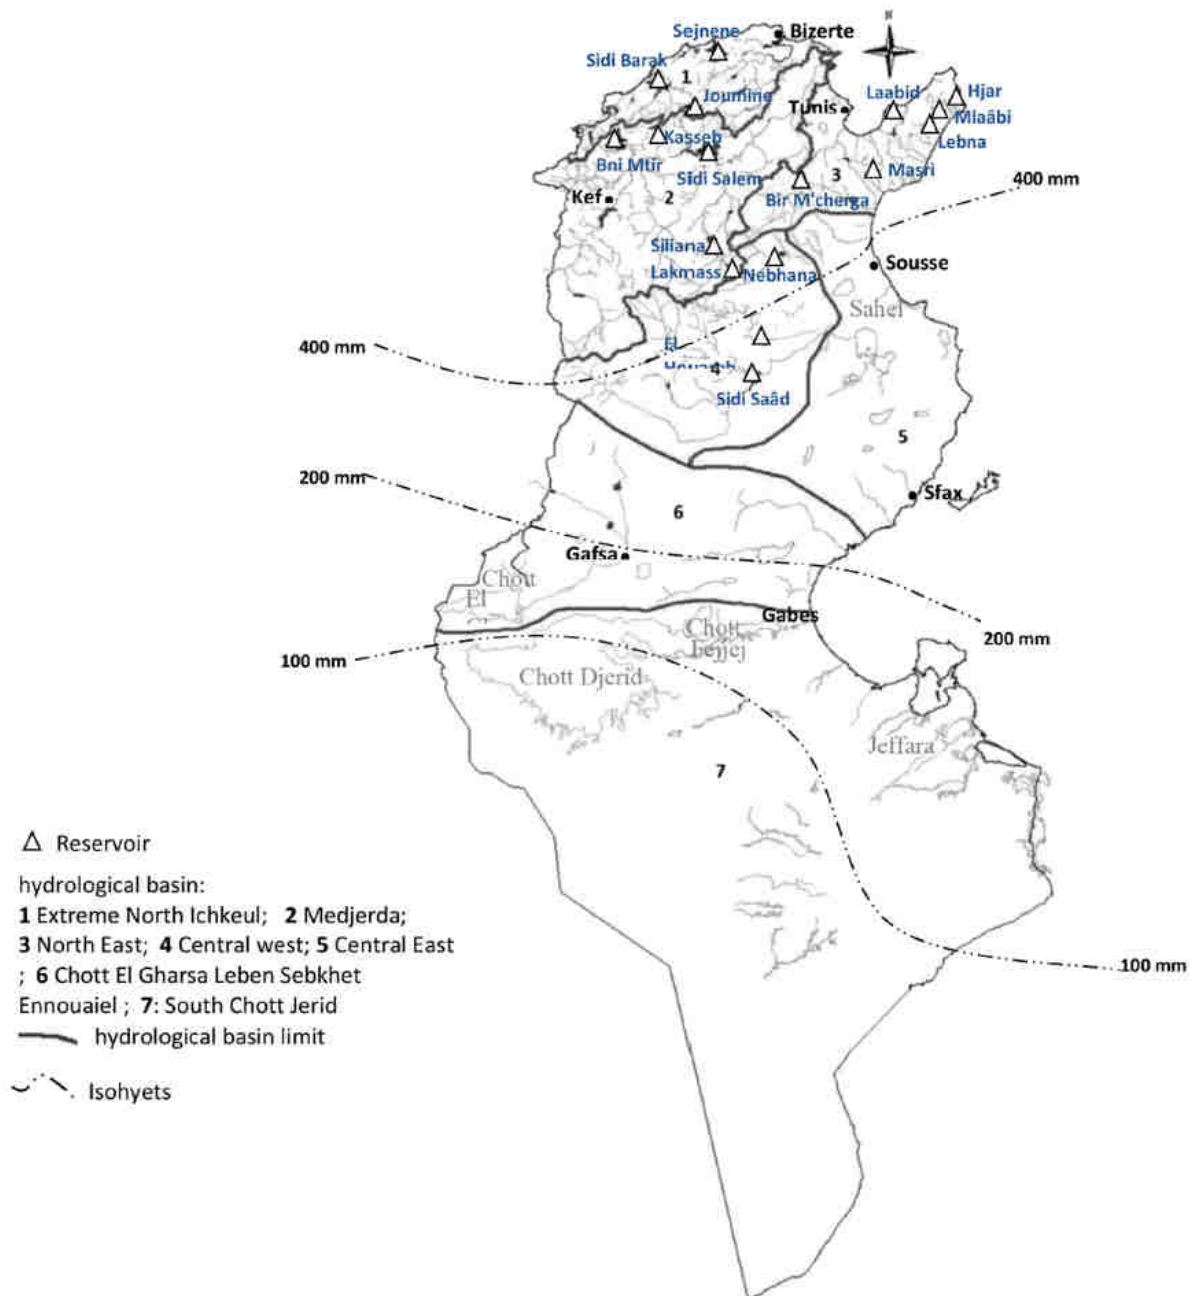 N
Sejnene
Bizerte
Sidi Barak
1
Joumine
Tunis
Laabid
Hjar
Mlaâbi
Lebna
Kasseb
Bni Mtir
Sidi Salem
3
Masri
400 mm
Kef
2
Bir M'cherga
Siliana
Lakmass
Nebhana
Sousse
Sahel
400 mm
El
4
Sidi Saâd
5
200 mm
Sfax
6
Gafsa
Chott
El
Gabes
Chott
Fejjej
200 mm
100 mm
Chott Djerid
Jeffara
7
100 mm
Reservoir
hydrological basin:
1 Extreme North Ichkeul; 2 Medjerda;
3 North East; 4 Central west; 5 Central East
; 6 Chott El Gharsa Leben Sebkhet
Ennouaiel ; 7: South Chott Jerid
hydrological basin limit
Isohyets